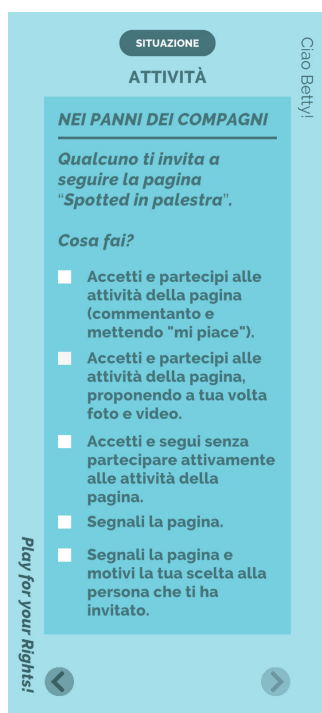 SITUAZIONE
ATTIVITÀ
Ciao Betty!
NEI PANNI DEI COMPAGNI
Qualcuno ti invita a
seguire la pagina
“Spotted in palestra”.
Cosa fai?
Accetti e partecipi alle
attività della pagina
(commentanto e
mettendo "mi piace").
Accetti e partecipi alle
attività della pagina,
proponendo a tua volta
foto e video.
Accetti e segui senza
partecipare attivamente
alle attività della
pagina.
Segnali la pagina.
Segnali la pagina e
motivi la tua scelta alla
persona che ti ha
invitato.
Play for your Rights!